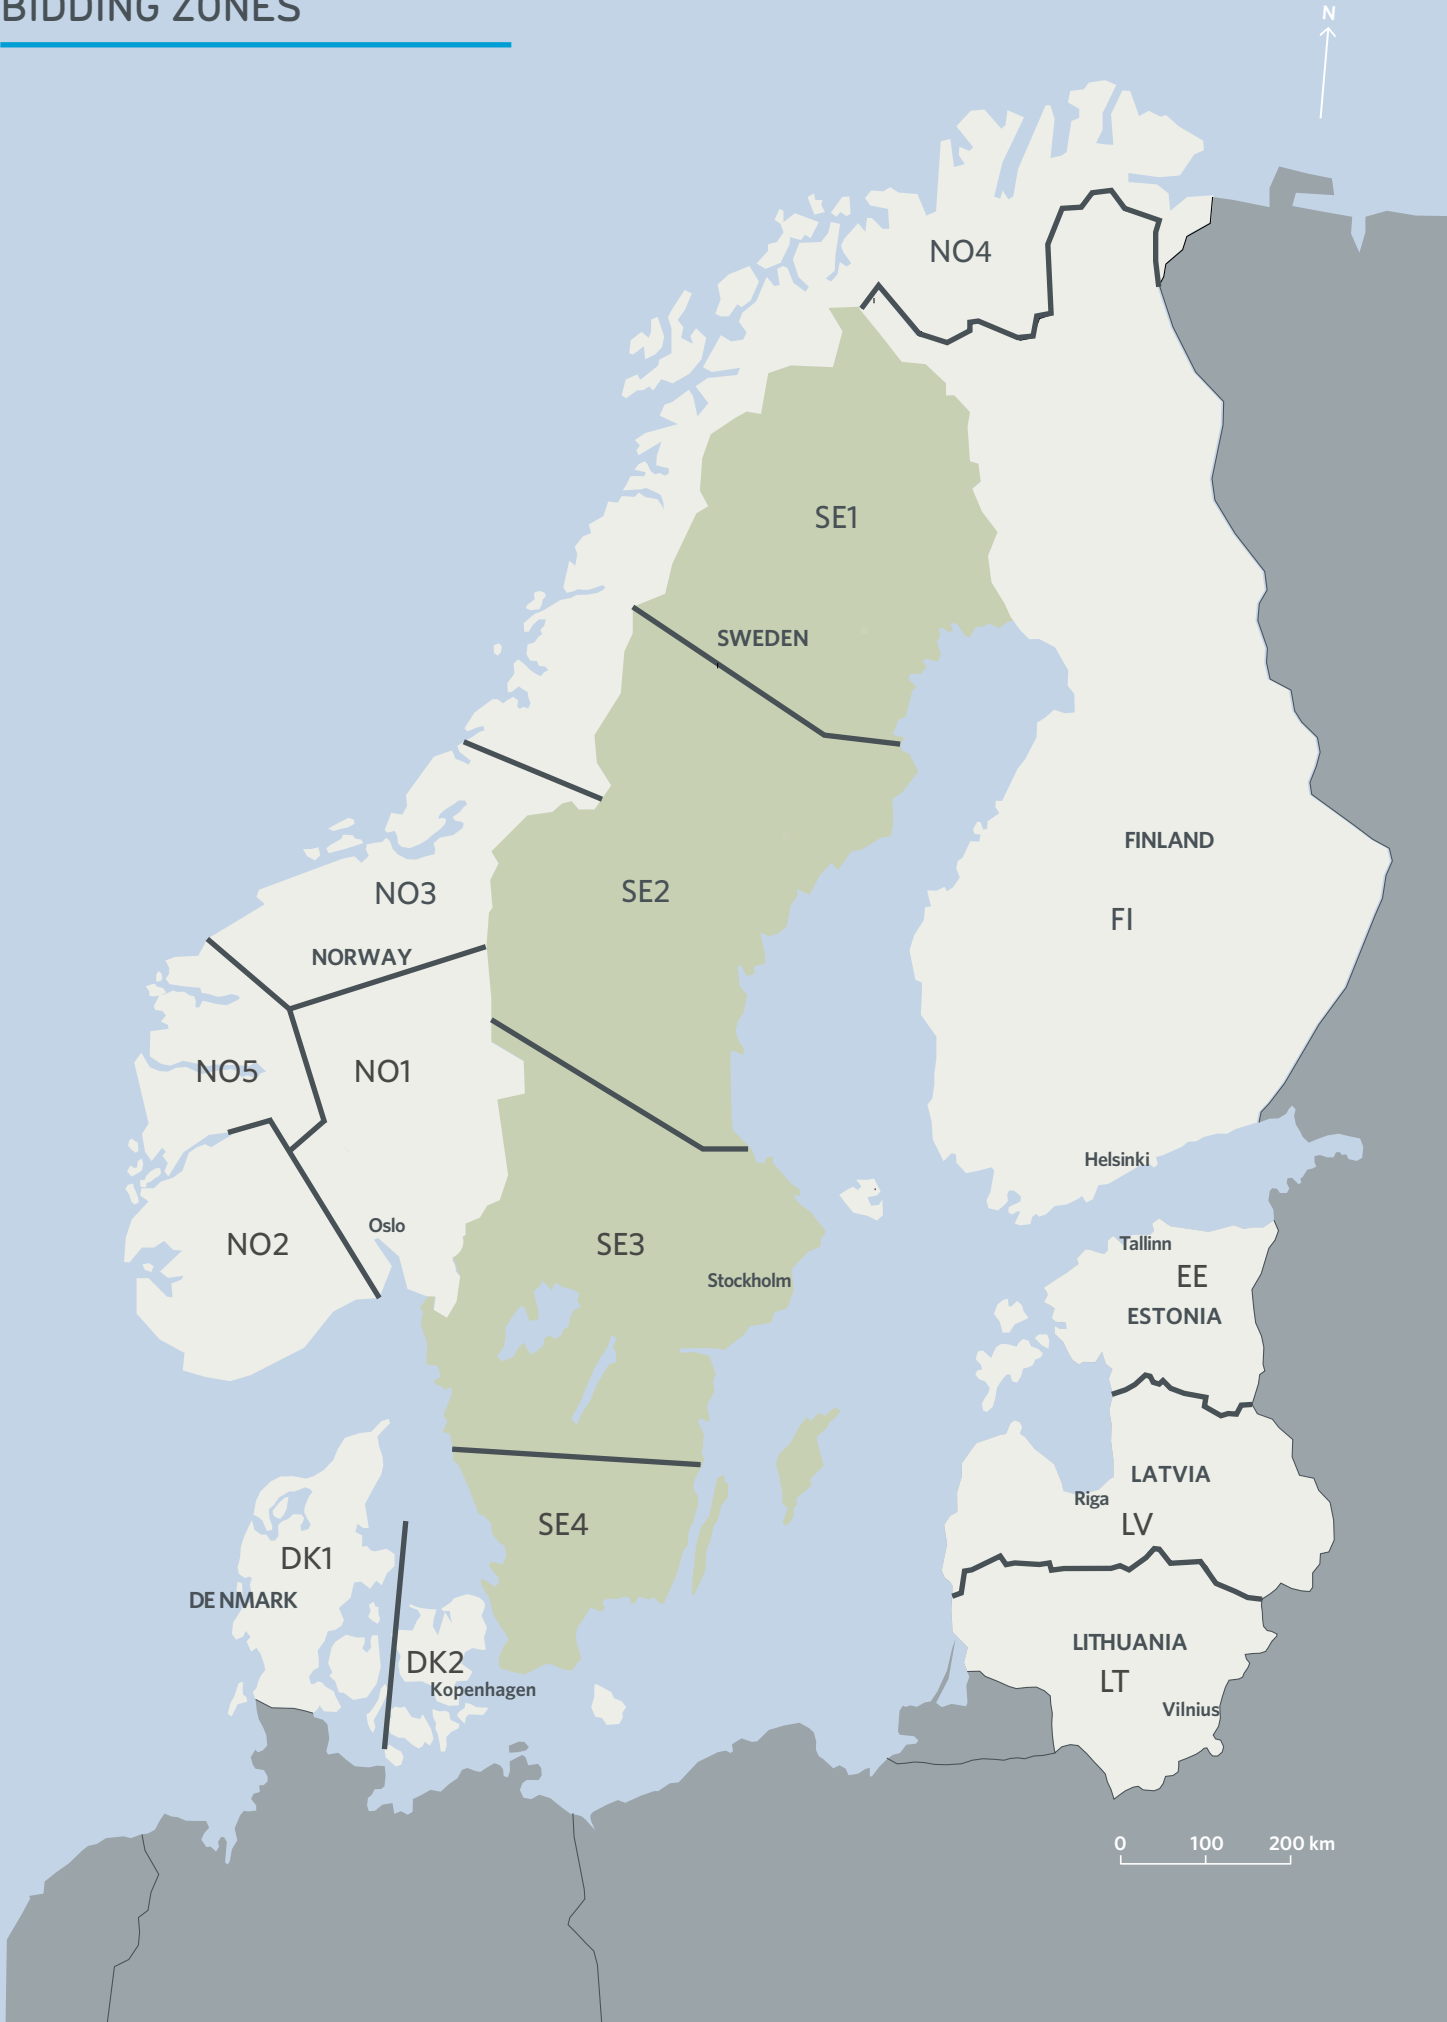 BIDDING ZONES
N
NO4
SE1
SWEDEN
FINLAND
NO3
SE2
FI
NORWAY
NO5
NO1
Helsinki
Oslo
NO2
SE3
Tallinn
Stockholm
EE
ESTONIA
LATVIA
Riga
SE4
LV
DK1
DE NMARK
LITHUANIA
DK2
LT
Kopenhagen
Vilnius
0 100 200 km